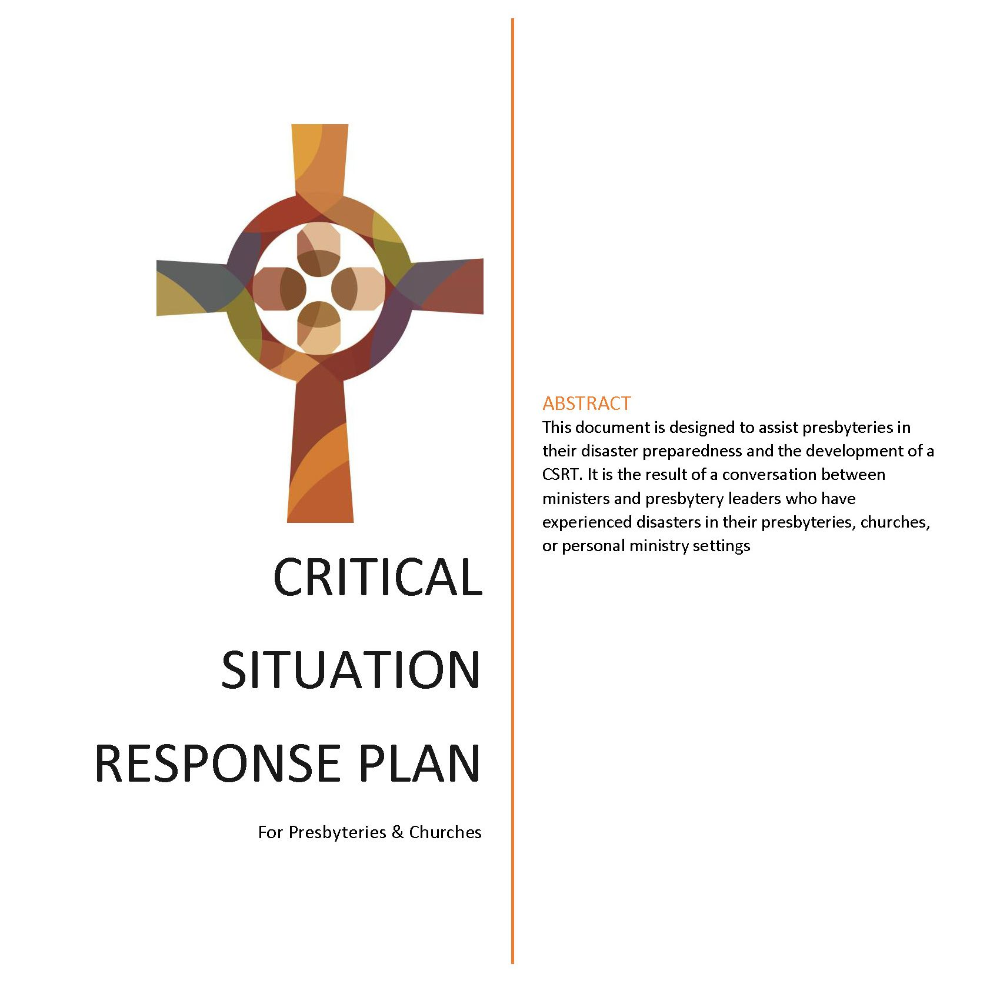 CRITICAL
SITUATION
RESPONSE PLAN
For Presbyteries & Churches
ABSTRACT
This document is designed to assist presbyteries in
their disaster preparedness and the development of a
CSRT. It is the result of a conversation between
ministers and presbytery leaders who have
experienced disasters in their presbyteries, churches,
or personal ministry settings